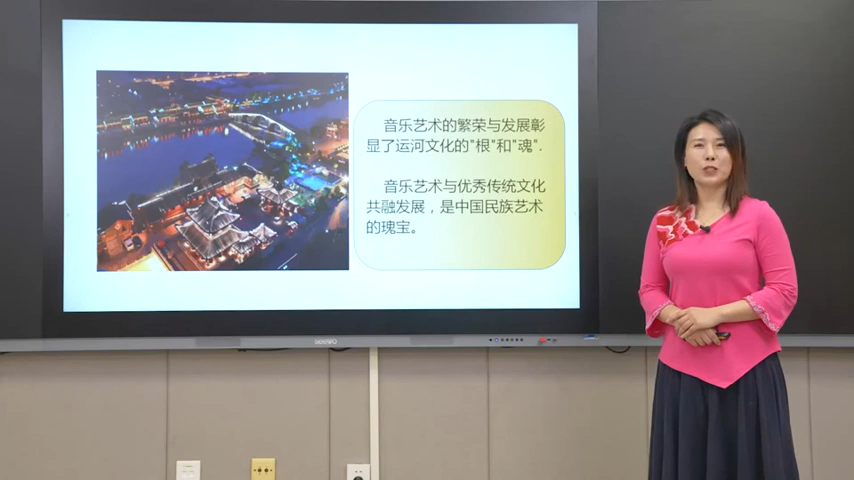 音乐艺术的繁荣与发展彰
显了运河文化的"根"和"魂".
音乐艺术与优秀传统文化
共融发展，是中国民族艺术
的瑰宝。